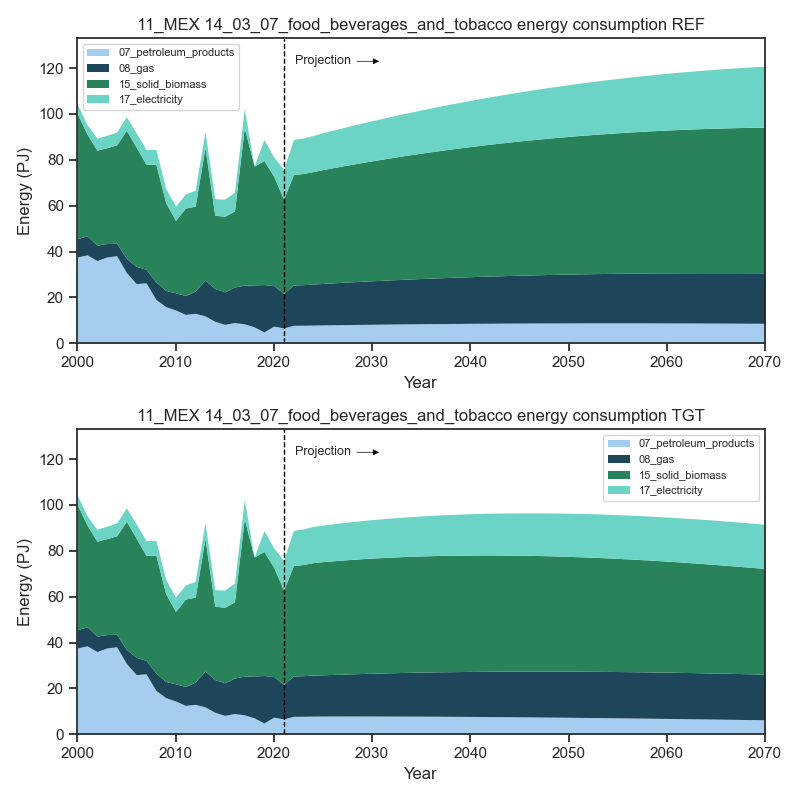 11_MEX 14_03_07_food_beverages_and_tobacco energy consumption REF
07_petroleum_products
08_gas
15_solid_biomass
17_electricity
Projection
120
100
80
60
40
20
0
Energy (PJ)
2000 2010 2020 2030 2040 2050 2060 2070
Year
11_MEX 14_03_07_food_beverages_and_tobacco energy consumption TGT
Projection
07_petroleum_products
08_gas
15_solid_biomass
17_electricity
120
100
80
60
40
20
0
Energy (PJ)
2000 2010 2020 2030 2040 2050 2060 2070
Year